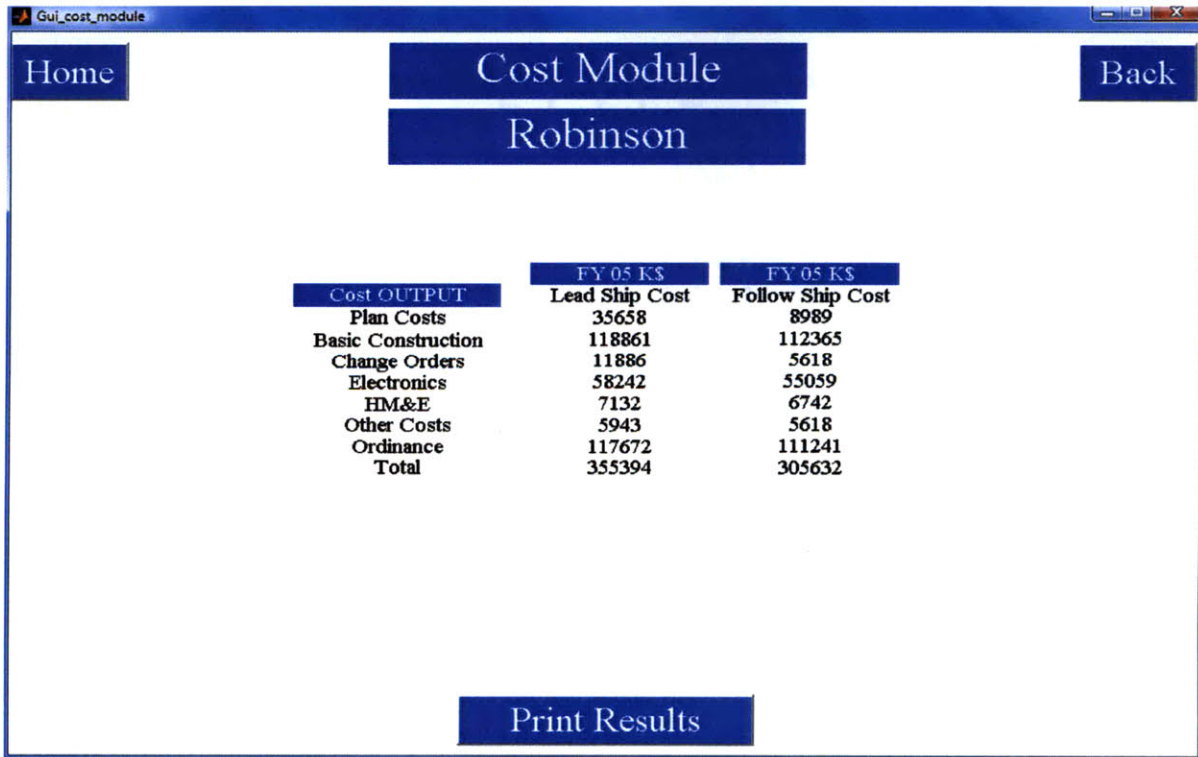 Gui_cost_module
Home
Cost Module
Back
Robinson
FY 05 K$ FY 05 K$
Cost OUTPUT Lead Ship Cost Follow Ship Cost
Plan Costs 35658 8989
Basic Construction 118861 112365
Change Orders 11886 5618
Electronics 58242 55059
HM&E 7132 6742
Other Costs 5943 5618
Ordinance 117672 111241
Total 355394 305632
Print Results